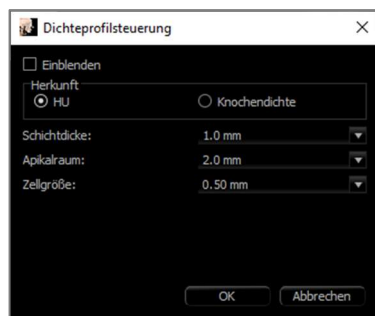 Dichteprofilsteuerung
Einblenden
Herkunft
HU Knochendichte
Schichtdicke: 1.0 mm
Apikalraum: 2.0 mm
Zellgröße: 0.50 mm
OK Abbrechen